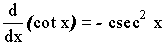 d/dx (cot x) = - csec² x